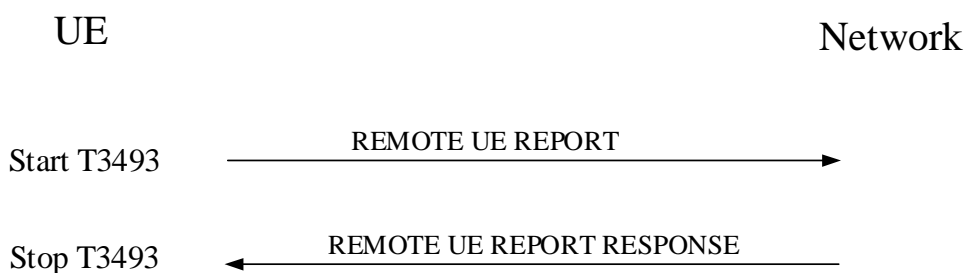 UE
Network
Start T3493
REMOTE UE REPORT
Stop T3493
REMOTE UE REPORT RESPONSE